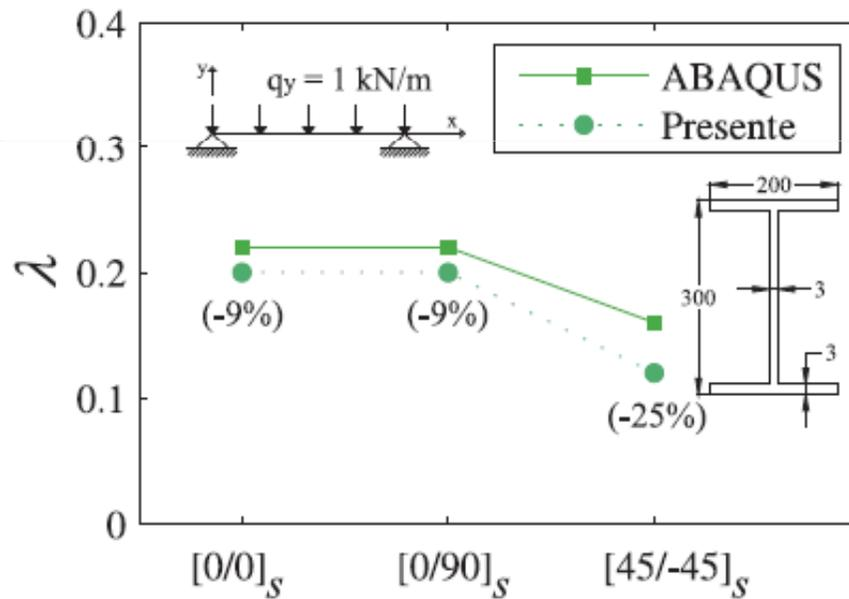 0.4
y
qy = 1 kN/m
x
ABAQUS
Presente
0.3
200
λ
0.2
300
3
(-9%)
(-9%)
3
0.1
(-25%)
0
[0/0]s
[0/90]s
[45/-45]s